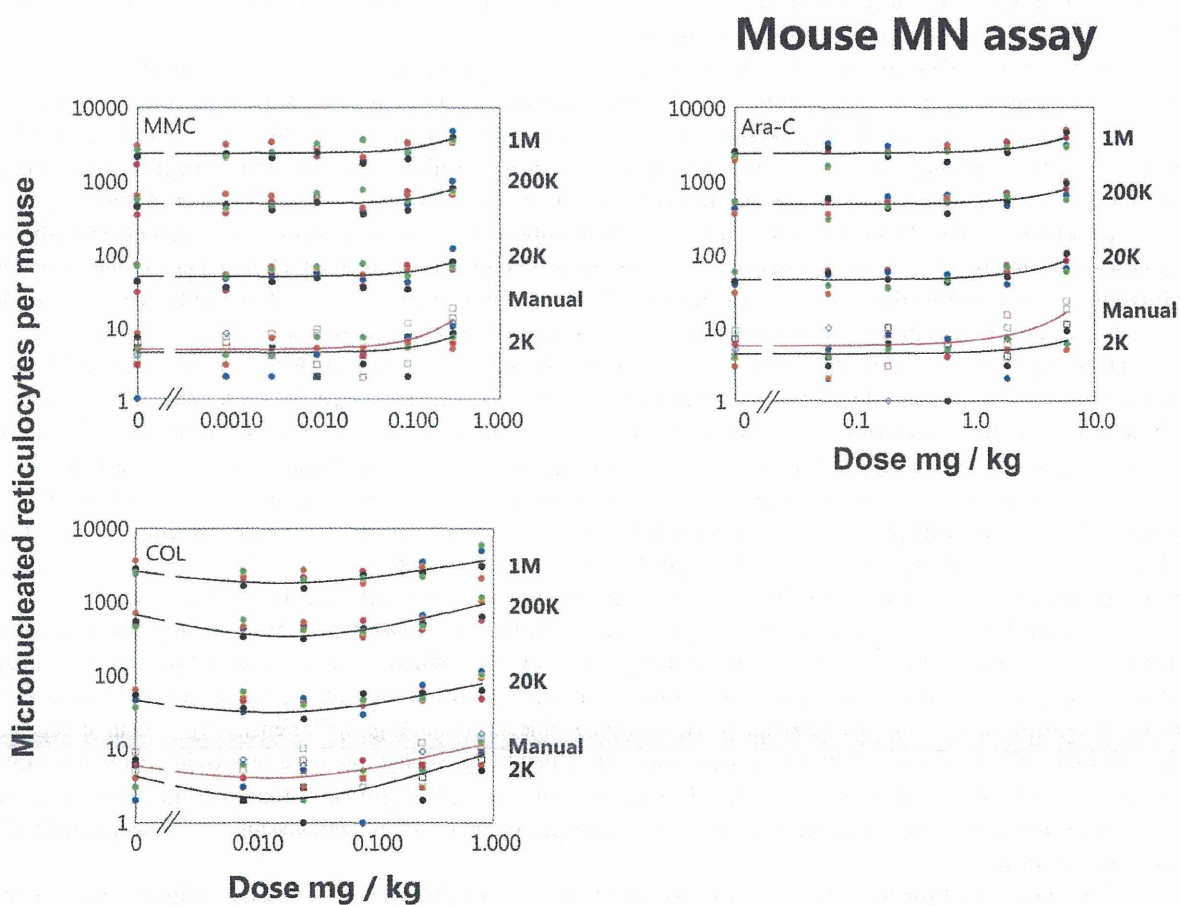 Mouse MN assay
Micronucleated reticulocytes per mouse
10000
1000
100
10
1
MMC
1M
200K
20K
Manual
2K
0
0.0010
0.010
0.100
1.000
10000
1000
100
10
1
Ara-C
1M
200K
20K
Manual
2K
0
0.1
1.0
10.0
Dose mg / kg
10000
1000
100
10
1
COL
1M
200K
20K
Manual
2K
0
0.010
0.100
1.000
Dose mg / kg